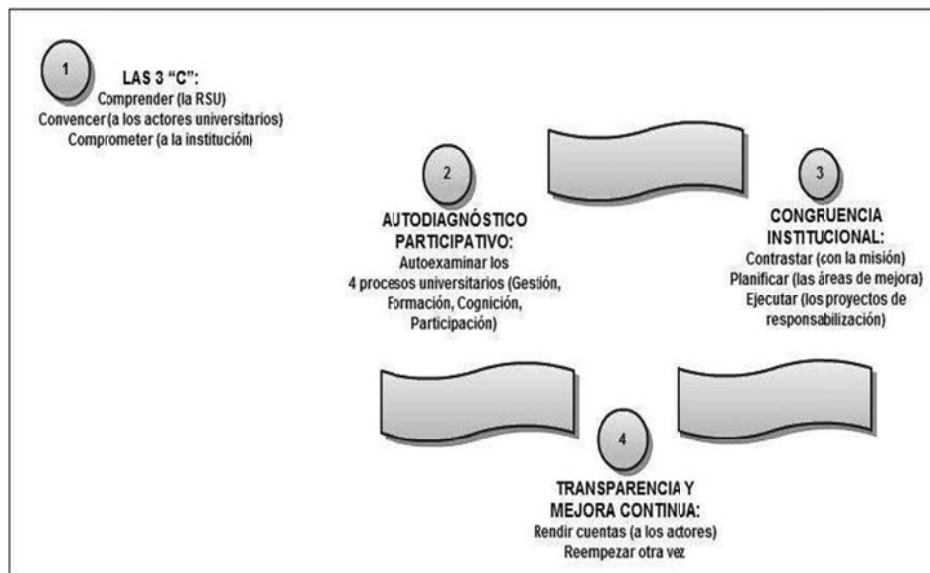 1
LAS 3 “C”:
Comprender (la RSU)
Convencer (a los actores universitarios)
Comprometer (a la institución)
2
AUTODIAGNÓSTICO
PARTICIPATIVO:
Autoexaminar los
4 procesos universitarios (Gestión,
Formación, Cognición,
Participación)
3
CONGRUENCIA
INSTITUCIONAL:
Contrastar (con la misión)
Planificar (las áreas de mejora)
Ejecutar (los proyectos de
responsabilización)
4
TRANSPARENCIA Y
MEJORA CONTINUA:
Rendir cuentas (a los actores)
Reempezar otra vez